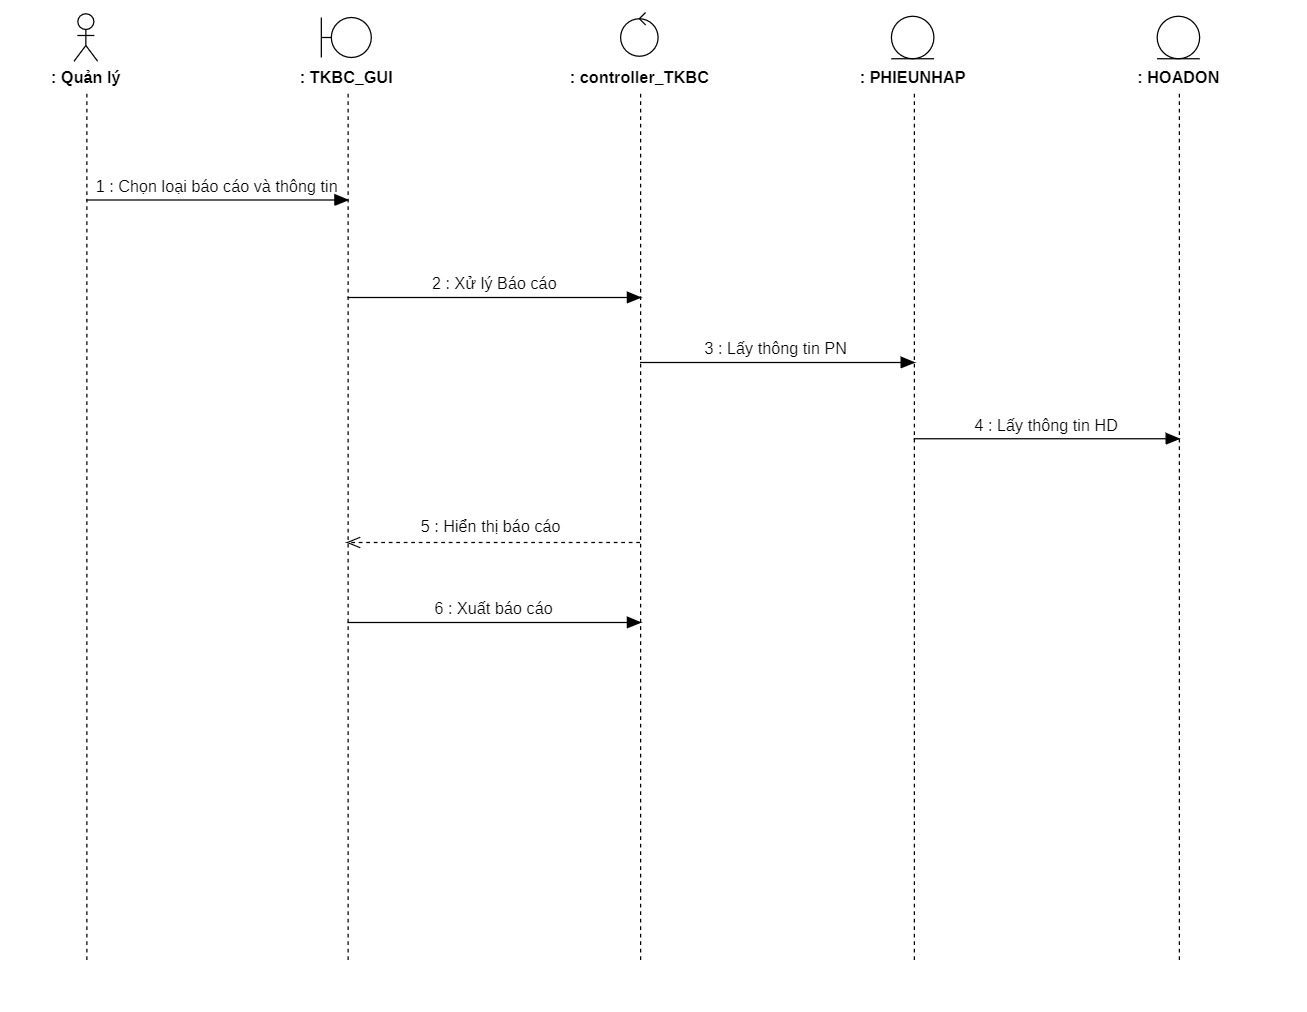 : Quản lý
: TKBC_GUI
: controller_TKBC
: PHIEUNHAP
: HOADON
1 : Chọn loại báo cáo và thông tin
2 : Xử lý Báo cáo
3 : Lấy thông tin PN
4 : Lấy thông tin HD
5 : Hiển thị báo cáo
6 : Xuất báo cáo